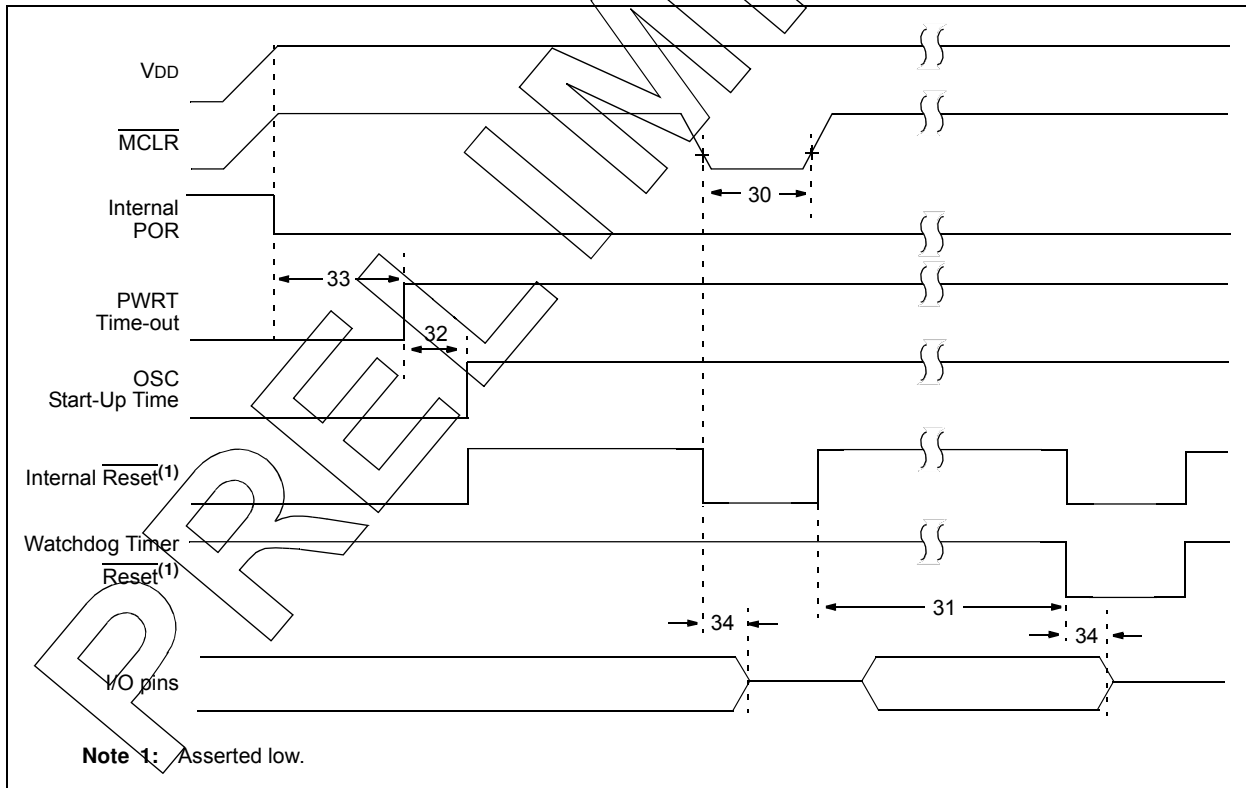 VDD
MCLR
Internal
POR
PWRT
Time-out
OSC
Start-Up Time
Internal Reset(1)
Watchdog Timer
Reset(1)
I/O pins
30
33
32
31
34
34
Note 1: Asserted low.
PRELIM